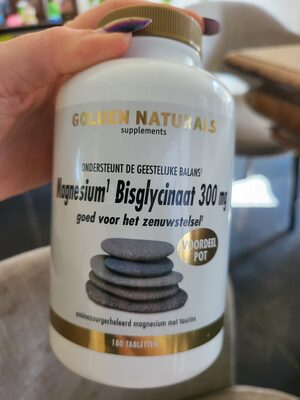 GOLDEN NATURALS
supplements
ONDERSTEUNT DE GEESTELIJKE BALANS¹
Magnesium¹ Bisglycinaat 300 mg
goed voor het zenuwstelsel¹
VOORDEEL
POT
aminozuurgecheleerd magnesium met taurine
180 TABLETTEN